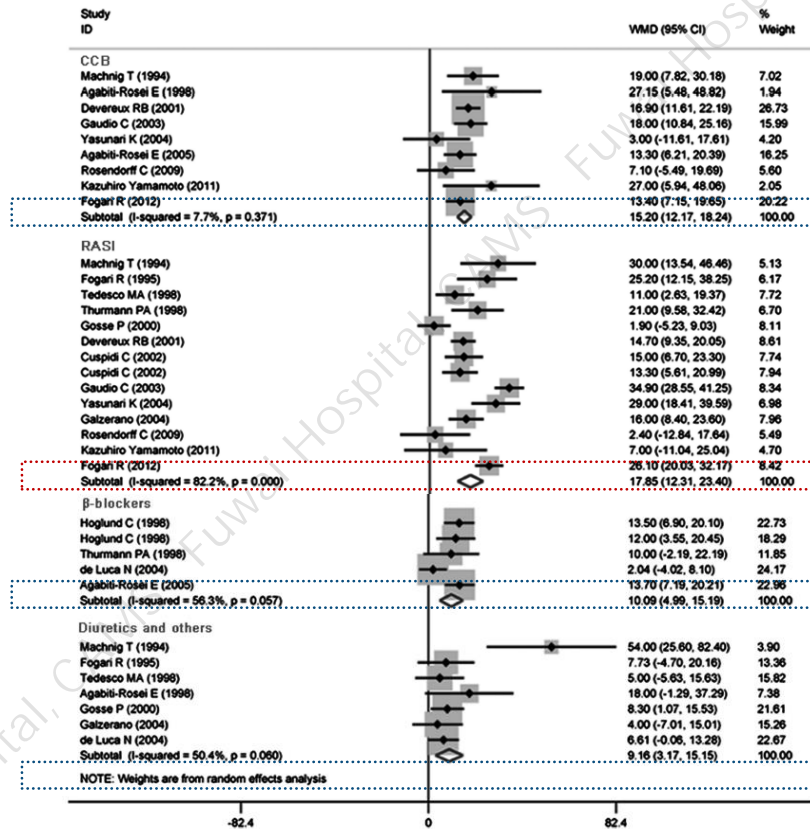 Study %
ID WMD (95% CI) Weight
CCB
Machnig T (1994) 19.00 (7.82, 30.18) 7.02
Agabiti-Rosei E (1998) 27.15 (5.48, 48.82) 1.94
Devereux RB (2001) 16.90 (11.61, 22.19) 26.73
Gaudio C (2003) 18.00 (10.84, 25.16) 15.99
Yasunari K (2004) 3.00 (-11.61, 17.61) 4.20
Agabiti-Rosei E (2005) 13.30 (6.21, 20.39) 16.25
Rosendorff C (2009) 7.10 (-5.49, 19.69) 5.60
Kazuhiro Yamamoto (2011) 27.00 (5.94, 48.06) 2.05
Fogari R (2012) 13.40 (7.15, 19.65) 20.22
Subtotal (I-squared = 7.7%, p = 0.371) 15.20 (12.17, 18.24) 100.00
RASI
Machnig T (1994) 30.00 (13.54, 46.46) 5.13
Fogari R (1995) 25.20 (12.15, 38.25) 6.17
Tedesco MA (1998) 11.00 (2.63, 19.37) 7.72
Thurmann PA (1998) 21.00 (9.58, 32.42) 6.70
Gosse P (2000) 1.90 (-5.23, 9.03) 8.11
Devereux RB (2001) 14.70 (9.35, 20.05) 8.61
Cuspidi C (2002) 15.00 (6.70, 23.30) 7.74
Cuspidi C (2002) 13.30 (5.61, 20.99) 7.94
Gaudio C (2003) 34.90 (28.55, 41.25) 8.34
Yasunari K (2004) 29.00 (18.41, 39.59) 6.98
Galzerano (2004) 16.00 (8.40, 23.60) 7.96
Rosendorff C (2009) 2.40 (-12.84, 17.64) 5.49
Kazuhiro Yamamoto (2011) 7.00 (-11.04, 25.04) 4.70
Fogari R (2012) 26.10 (20.03, 32.17) 8.42
Subtotal (I-squared = 82.2%, p = 0.000) 17.85 (12.31, 23.40) 100.00
β-blockers
Hoglund C (1998) 13.50 (6.90, 20.10) 22.73
Hoglund C (1998) 12.00 (3.55, 20.45) 18.29
Thurmann PA (1998) 10.00 (-2.19, 22.19) 11.85
de Luca N (2004) 2.04 (-4.02, 8.10) 24.17
Agabiti-Rosei E (2005) 13.70 (7.19, 20.21) 22.96
Subtotal (I-squared = 56.3%, p = 0.057) 10.09 (4.99, 15.19) 100.00
Diuretics and others
Machnig T (1994) 54.00 (25.60, 82.40) 3.90
Fogari R (1995) 7.73 (-4.70, 20.16) 13.36
Tedesco MA (1998) 5.00 (-5.63, 15.63) 15.82
Agabiti-Rosei E (1998) 18.00 (-1.29, 37.29) 7.38
Gosse P (2000) 8.30 (1.07, 15.53) 21.61
Galzerano (2004) 4.00 (-7.01, 15.01) 15.26
de Luca N (2004) 6.61 (-0.06, 13.28) 22.67
Subtotal (I-squared = 50.4%, p = 0.060) 9.16 (3.17, 15.15) 100.00
NOTE: Weights are from random effects analysis
-82.4 0 82.4
Fuwai Hospital, CAMS